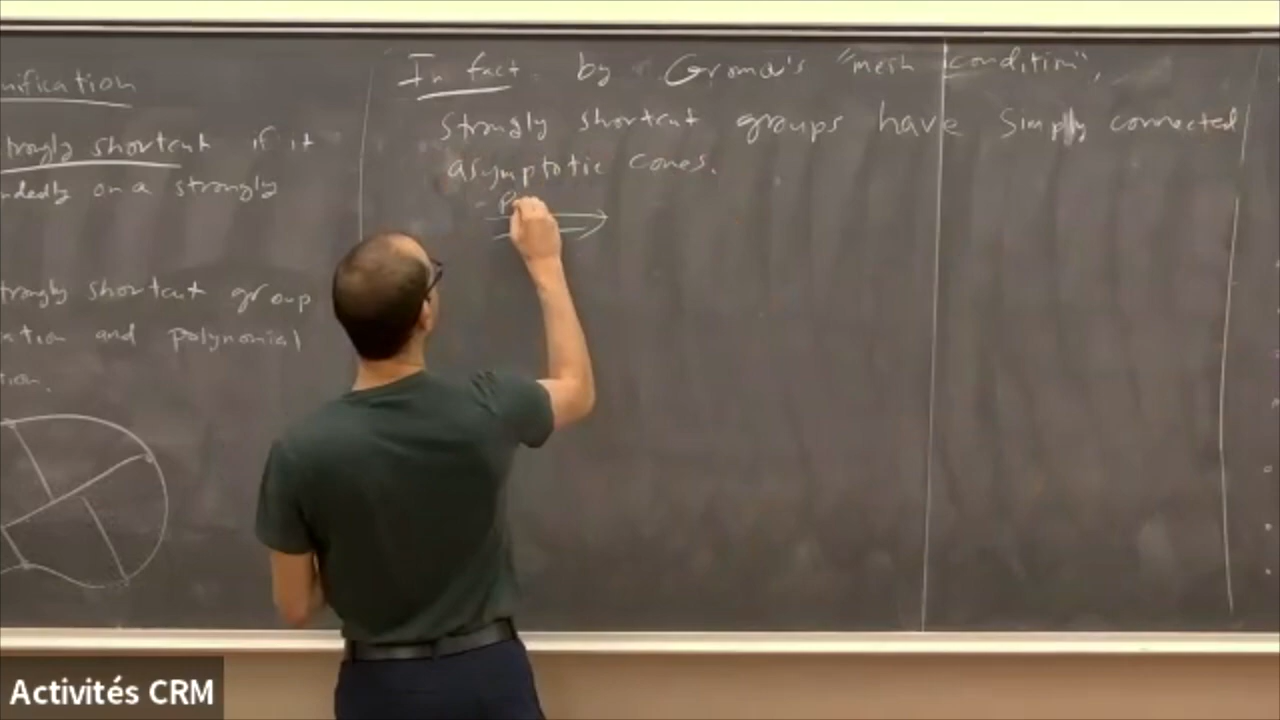 nification
trongly shortcut if it
ndedly on a strongly
trongly shortcut group
ation and polynomial
tion.
In fact by Gromov's "mesh condition",
strongly shortcut groups have simply connected
asymptotic cones.
Activités CRM